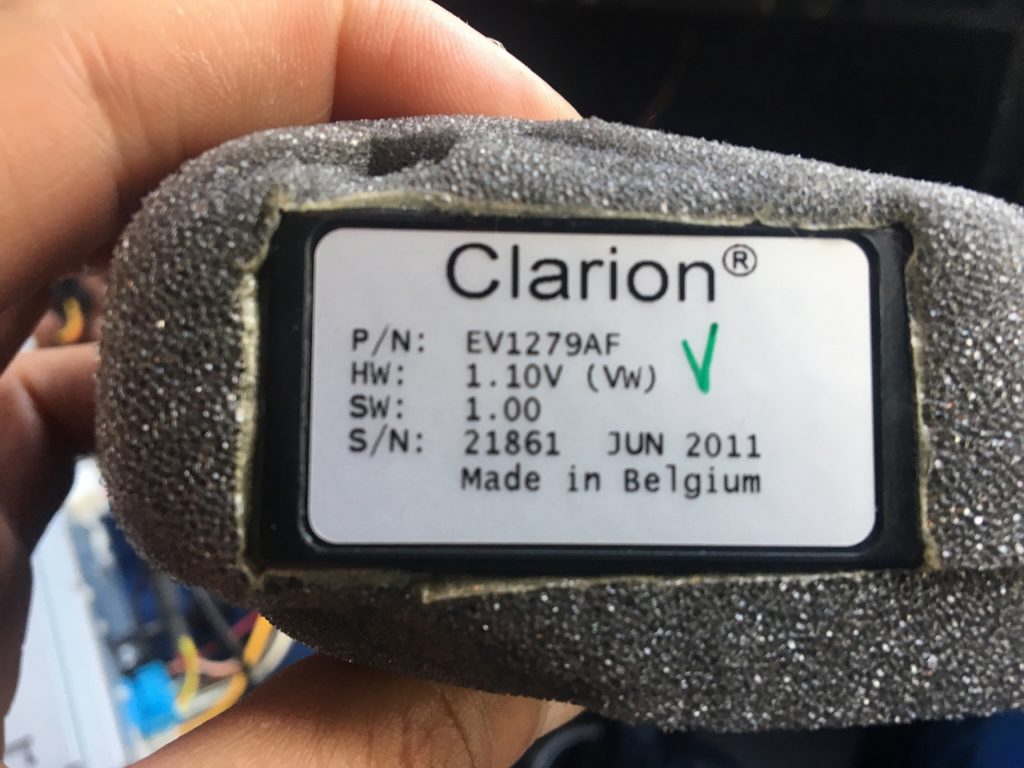 Clarion®
P/N: EV1279AF
HW: 1.10V (VW)
SW: 1.00
S/N: 21861 JUN 2011
Made in Belgium